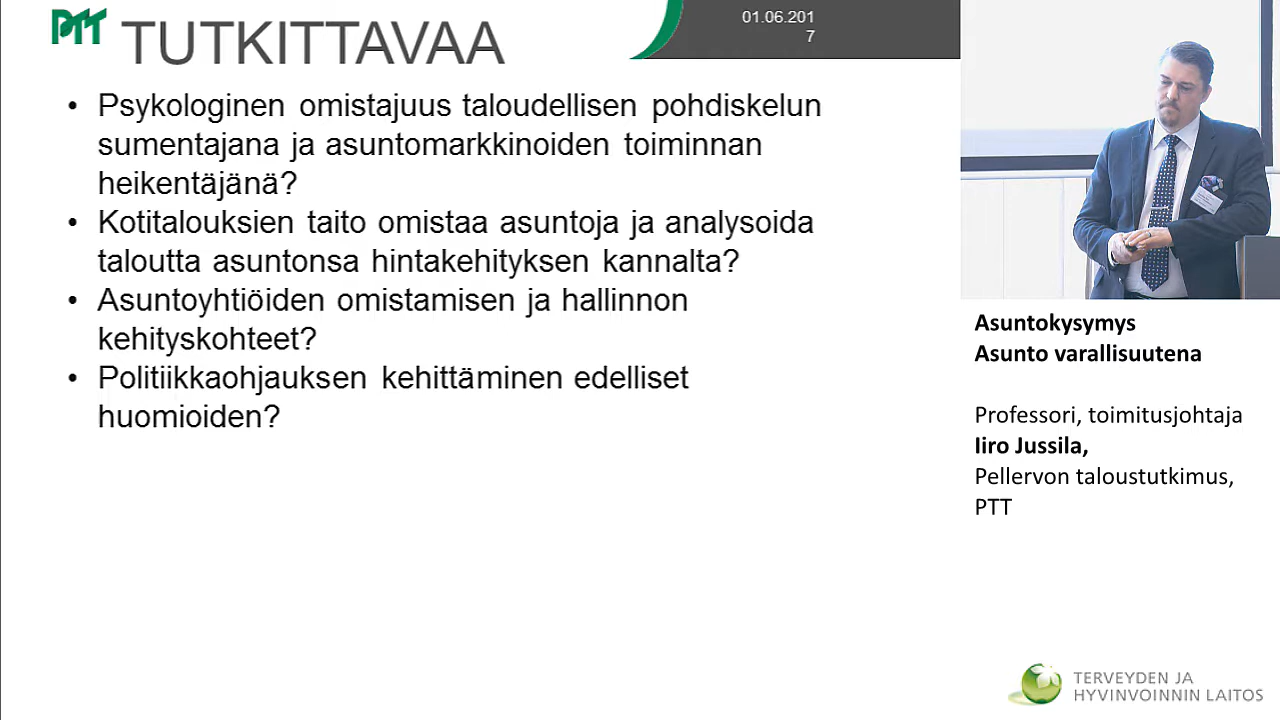 PTT
TUTKITTAVAA
01.06.201
7
• Psykologinen omistajuus taloudellisen pohdiskelun
sumentajana ja asuntomarkkinoiden toiminnan
heikentäjänä?
• Kotitalouksien taito omistaa asuntoja ja analysoida
taloutta asuntonsa hintakehityksen kannalta?
• Asuntoyhtiöiden omistamisen ja hallinnon
kehityskohteet?
• Politiikkaohjauksen kehittäminen edelliset
huomioiden?
Asuntokysymys
Asunto varallisuutena
Professori, toimitusjohtaja
Iiro Jussila,
Pellervon taloustutkimus,
PTT
TERVEYDEN JA
HYVINVOINNIN LAITOS